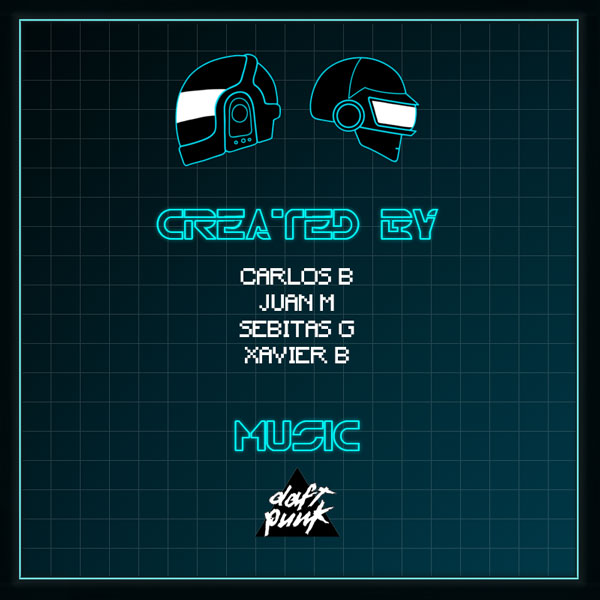 CREATED BY
CARLOS B
JUAN M
SEBITAS G
XAVIER B
MUSIC
daft
punk